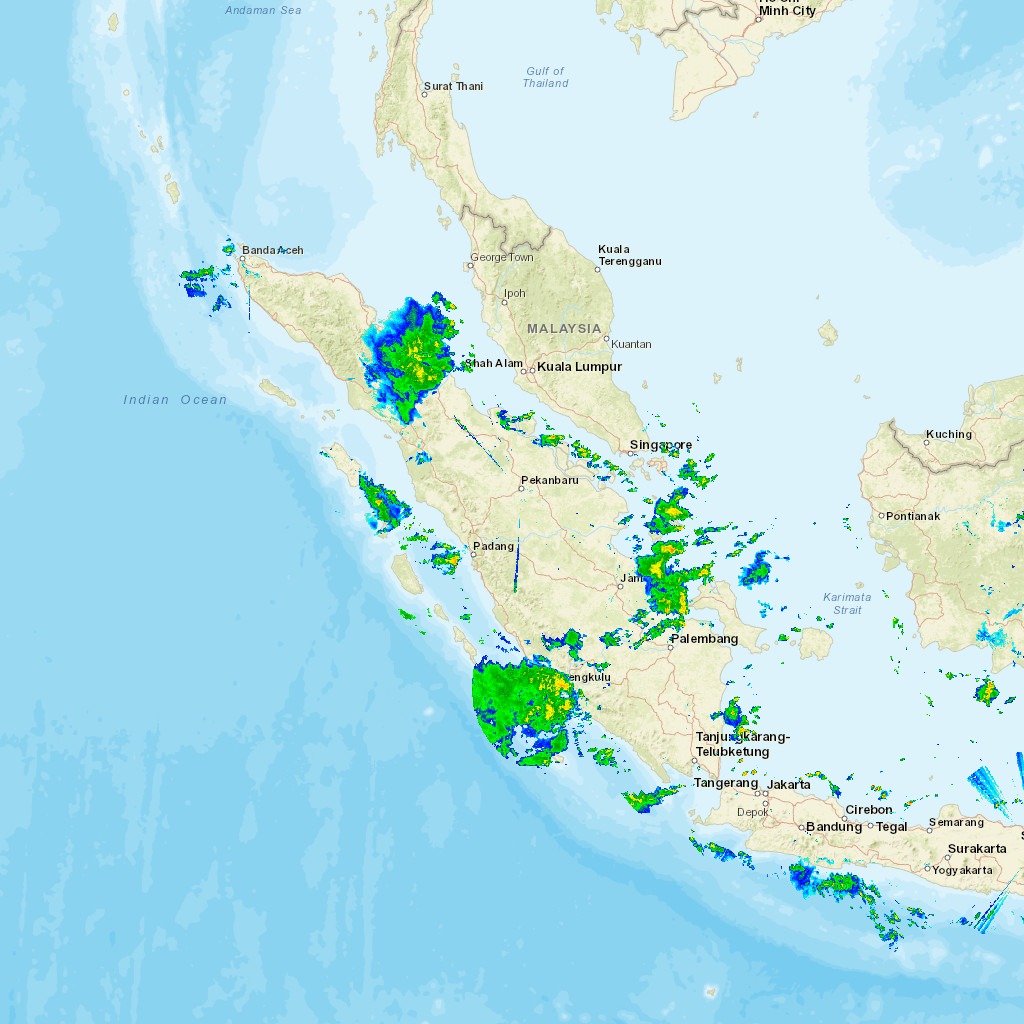 Andaman Sea
Minh City
Gulf of
Thailand
Surat Thani
Banda Aceh
George Town
Kuala
Terengganu
Ipoh
MALAYSIA
Kuantan
Shah Alam
Kuala Lumpur
Indian Ocean
Singapore
Kuching
Pekanbaru
Pontianak
Padang
Karimata
Strait
Palembang
engkulu
Tanjungkarang-
Telubketung
Tangerang
Jakarta
Depok
Cirebon
Bandung
Tegal
Semarang
Surakarta
Yogyakarta